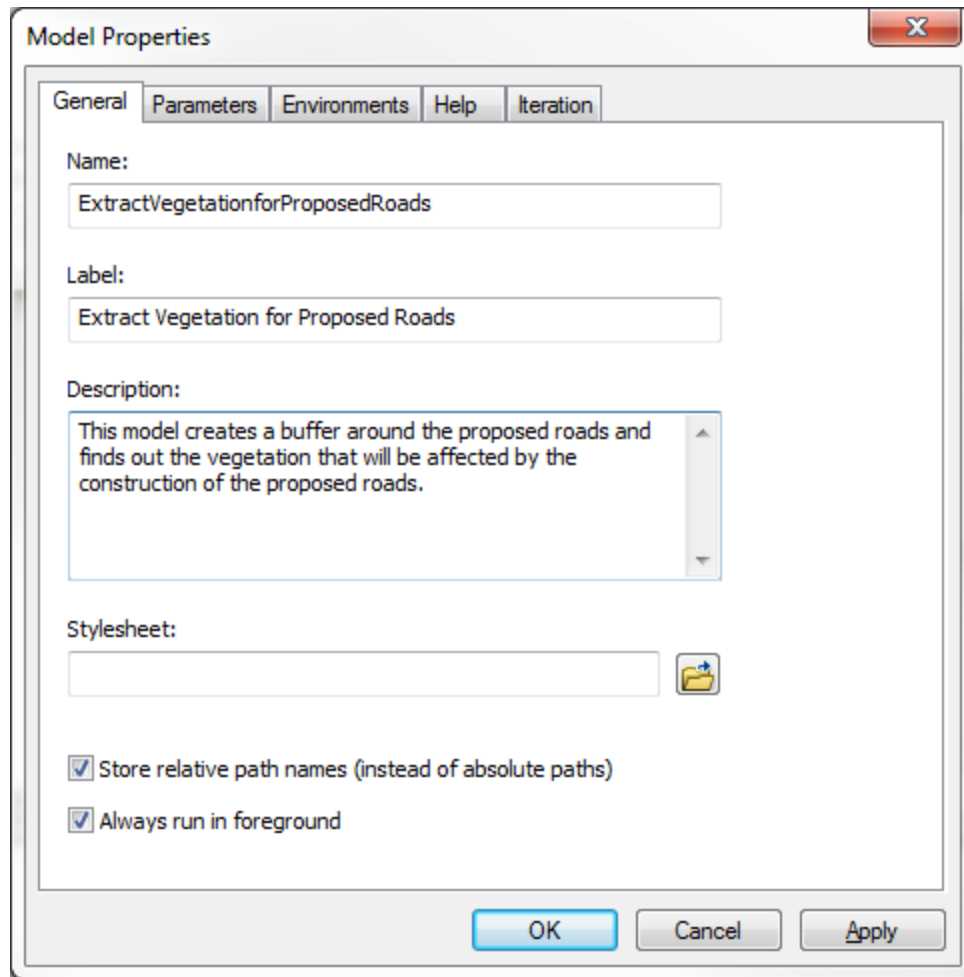 Model Properties
General Parameters Environments Help Iteration
Name:
ExtractVegetationforProposedRoads
Label:
Extract Vegetation for Proposed Roads
Description:
This model creates a buffer around the proposed roads and
finds out the vegetation that will be affected by the
construction of the proposed roads.
Stylesheet:
Store relative path names (instead of absolute paths)
Always run in foreground
OK Cancel Apply